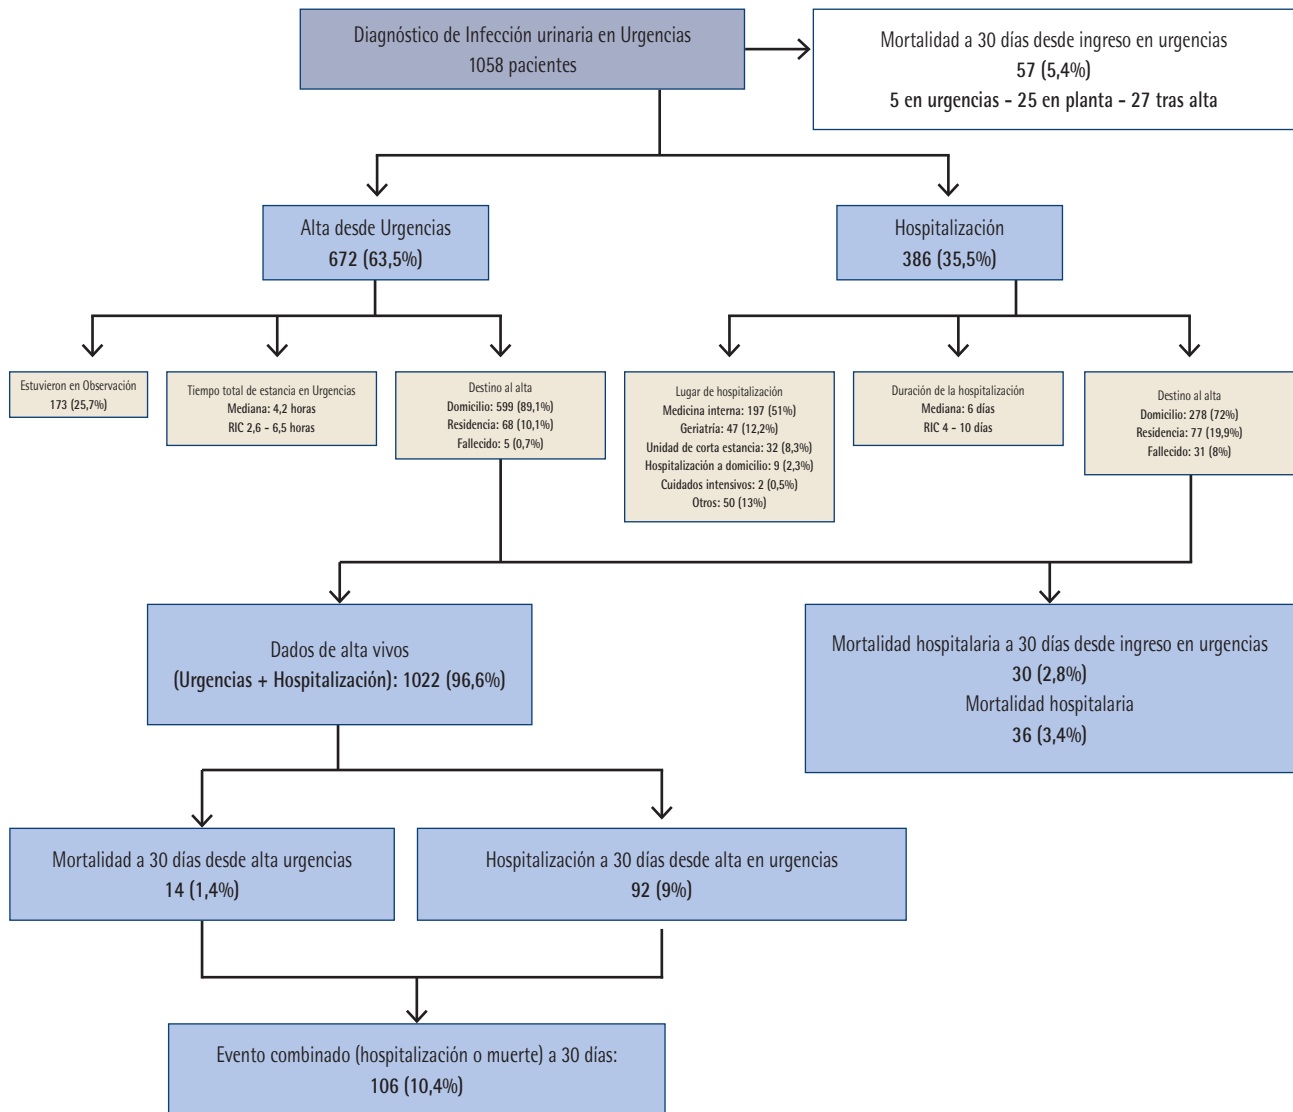 Diagnóstico de Infección urinaria en Urgencias
1058 pacientes
Mortalidad a 30 días desde ingreso en urgencias
57 (5,4%)
5 en urgencias - 25 en planta - 27 tras alta
Alta desde Urgencias
672 (63,5%)
Hospitalización
386 (35,5%)
Estuvieron en Observación
173 (25,7%)
Tiempo total de estancia en Urgencias
Mediana: 4,2 horas
RIC 2,6 - 6,5 horas
Destino al alta
Domicilio: 599 (89,1%)
Residencia: 68 (10,1%)
Fallecido: 5 (0,7%)
Lugar de hospitalización
Medicina interna: 197 (51%)
Geriatría: 47 (12,2%)
Unidad de corta estancia: 32 (8,3%)
Hospitalización a domicilio: 9 (2,3%)
Cuidados intensivos: 2 (0,5%)
Otros: 50 (13%)
Duración de la hospitalización
Mediana: 6 días
RIC 4 - 10 días
Destino al alta
Domicilio: 278 (72%)
Residencia: 77 (19,9%)
Fallecido: 31 (8%)
Dados de alta vivos
(Urgencias + Hospitalización): 1022 (96,6%)
Mortalidad hospitalaria a 30 días desde ingreso en urgencias
30 (2,8%)
Mortalidad hospitalaria
36 (3,4%)
Mortalidad a 30 días desde alta urgencias
14 (1,4%)
Hospitalización a 30 días desde alta en urgencias
92 (9%)
Evento combinado (hospitalización o muerte) a 30 días:
106 (10,4%)